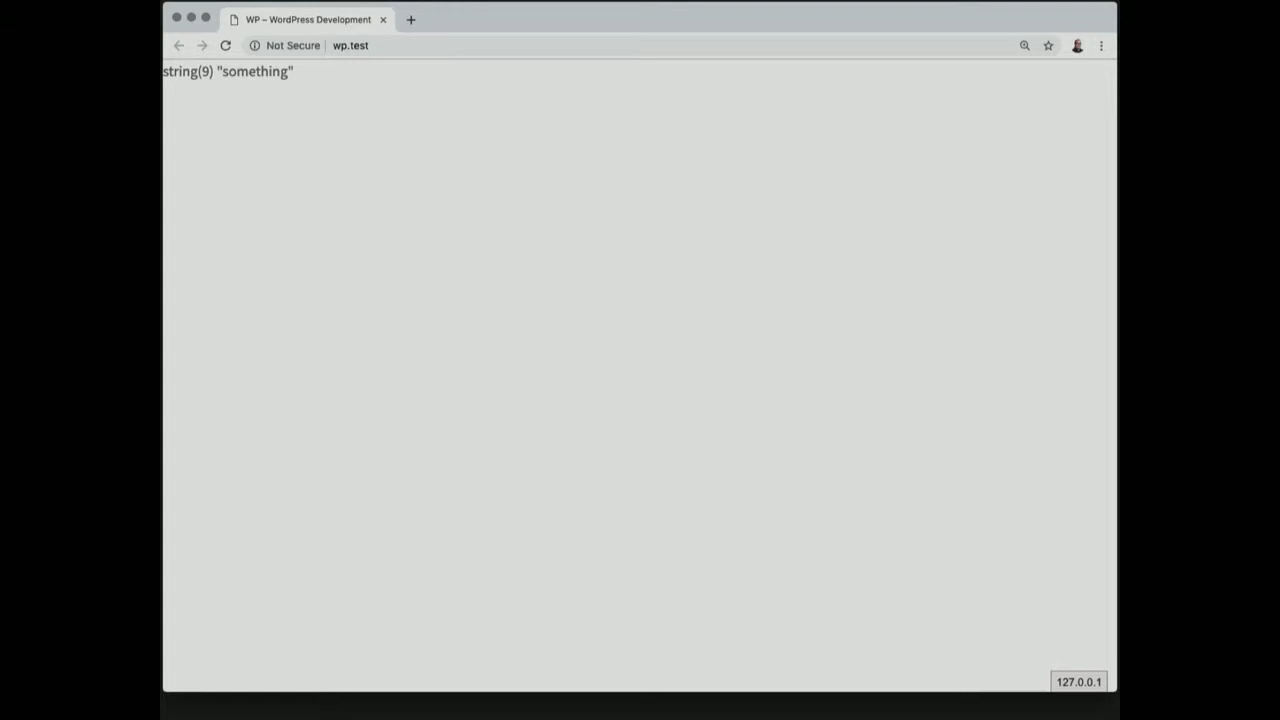 WP – WordPress Development
Not Secure wp.test
string(9) "something"
127.0.0.1